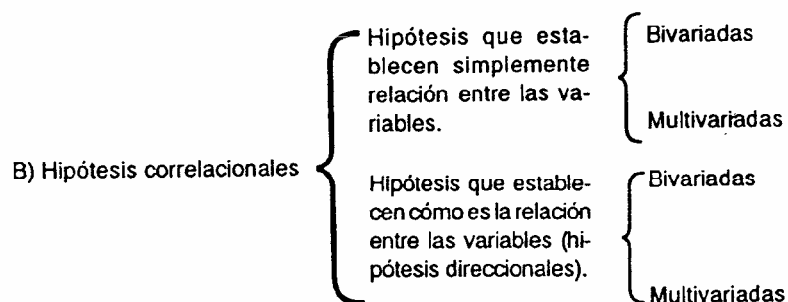 B) Hipótesis correlacionales
Hipótesis que esta-
blecen simplemente
relación entre las va-
riables.
Bivariadas
Multivariadas
Hipótesis que estable-
cen cómo es la relación
entre las variables (hi-
pótesis direccionales).
Bivariadas
Multivariadas